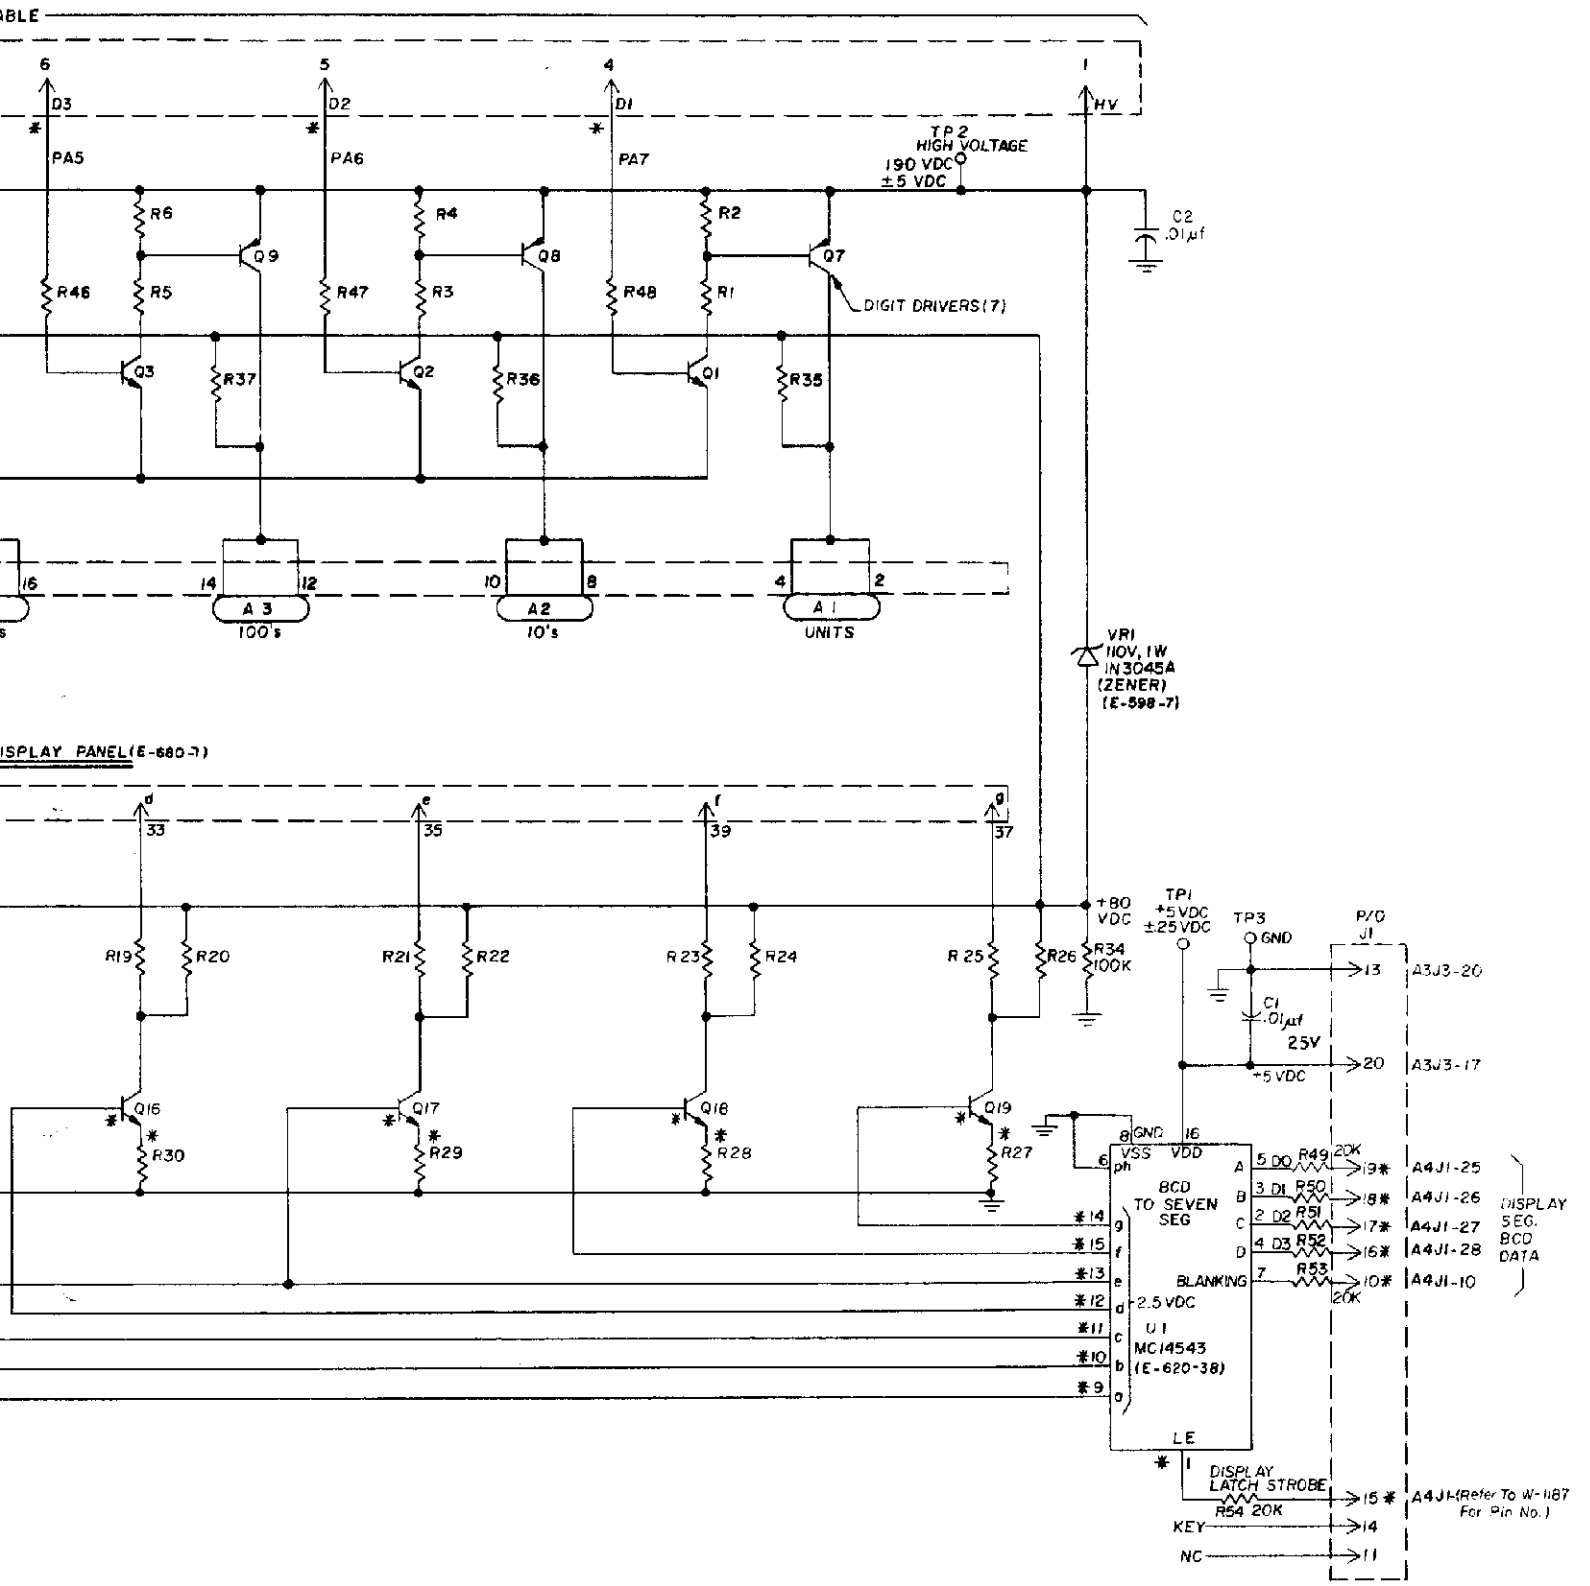 ABLE
6 5 4 1
D3 D2 D1 HV
* * *
TP2
HIGH VOLTAGE
190 VDC
±5 VDC
PA5 PA6 PA7
R6 R4 R2
C2
.01µf
Q9 Q8 Q7
R46 R5 R47 R3 R48 R1
DIGIT DRIVERS(7)
Q3 R37 Q2 R36 Q1 R35
16 14 12 10 8 4 2
A3 A2 A1
S 100's 10's UNITS
VR1
110V, 1W
1N3045A
(ZENER)
(E-598-7)
ISPLAY PANEL(E-680-7)
d e f g
33 35 39 37
+80
VDC
TP1
+5VDC
±.25VDC
TP3
GND
P/O
J1
R19 R20 R21 R22 R23 R24 R25 R26 R34
100K
13 A3J3-20
C1
.01µf
25V
20 A3J3-17
+5VDC
Q16 Q17 Q18 Q19
* * * * * * * *
R30 R29 R28 R27
8 GND 16
VSS VDD
6 ph
BCD
TO SEVEN
SEG
A 5 D0 R49 20K 19* A4J1-25
B 3 D1 R50 18* A4J1-26
C 2 D2 R51 17* A4J1-27
D 4 D3 R52 16* A4J1-28
BLANKING 7 R53 10* A4J1-10
20K
DISPLAY
SEG.
BCD
DATA
*14 g
*15 f
*13 e
*12 d
*11 c
*10 b
*9 a
2.5VDC
U1
MC14543
(E-620-38)
LE
* 1
DISPLAY
LATCH STROBE
R54 20K
15* A4J1-(Refer To W-1187
For Pin No.)
KEY 14
NC 11